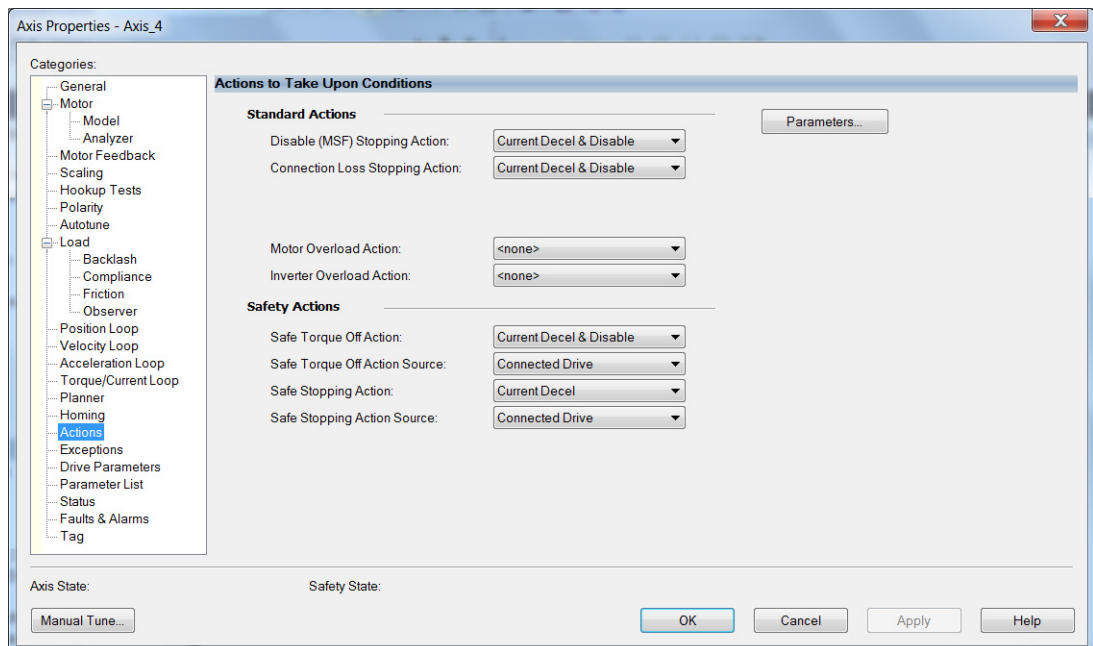 Axis Properties - Axis_4
Categories:
General
Motor
Model
Analyzer
Motor Feedback
Scaling
Hookup Tests
Polarity
Autotune
Load
Backlash
Compliance
Friction
Observer
Position Loop
Velocity Loop
Acceleration Loop
Torque/Current Loop
Planner
Homing
Actions
Exceptions
Drive Parameters
Parameter List
Status
Faults & Alarms
Tag
Actions to Take Upon Conditions
Standard Actions
Parameters...
Disable (MSF) Stopping Action: Current Decel & Disable
Connection Loss Stopping Action: Current Decel & Disable
Motor Overload Action: <none>
Inverter Overload Action: <none>
Safety Actions
Safe Torque Off Action: Current Decel & Disable
Safe Torque Off Action Source: Connected Drive
Safe Stopping Action: Current Decel
Safe Stopping Action Source: Connected Drive
Axis State: Safety State:
Manual Tune... OK Cancel Apply Help